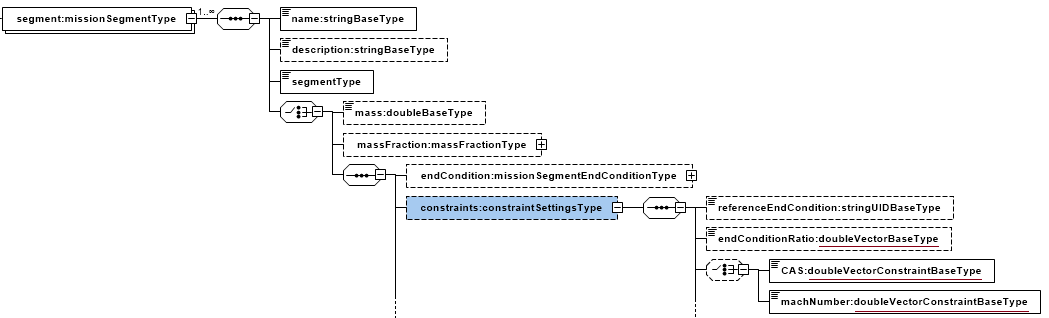 segment:missionSegmentType
1..∞
name:stringBaseType
description:stringBaseType
segmentType
mass:doubleBaseType
massFraction:massFractionType
endCondition:missionSegmentEndConditionType
constraints:constraintSettingsType
referenceEndCondition:stringUIDBaseType
endConditionRatio:doubleVectorBaseType
CAS:doubleVectorConstraintBaseType
machNumber:doubleVectorConstraintBaseType